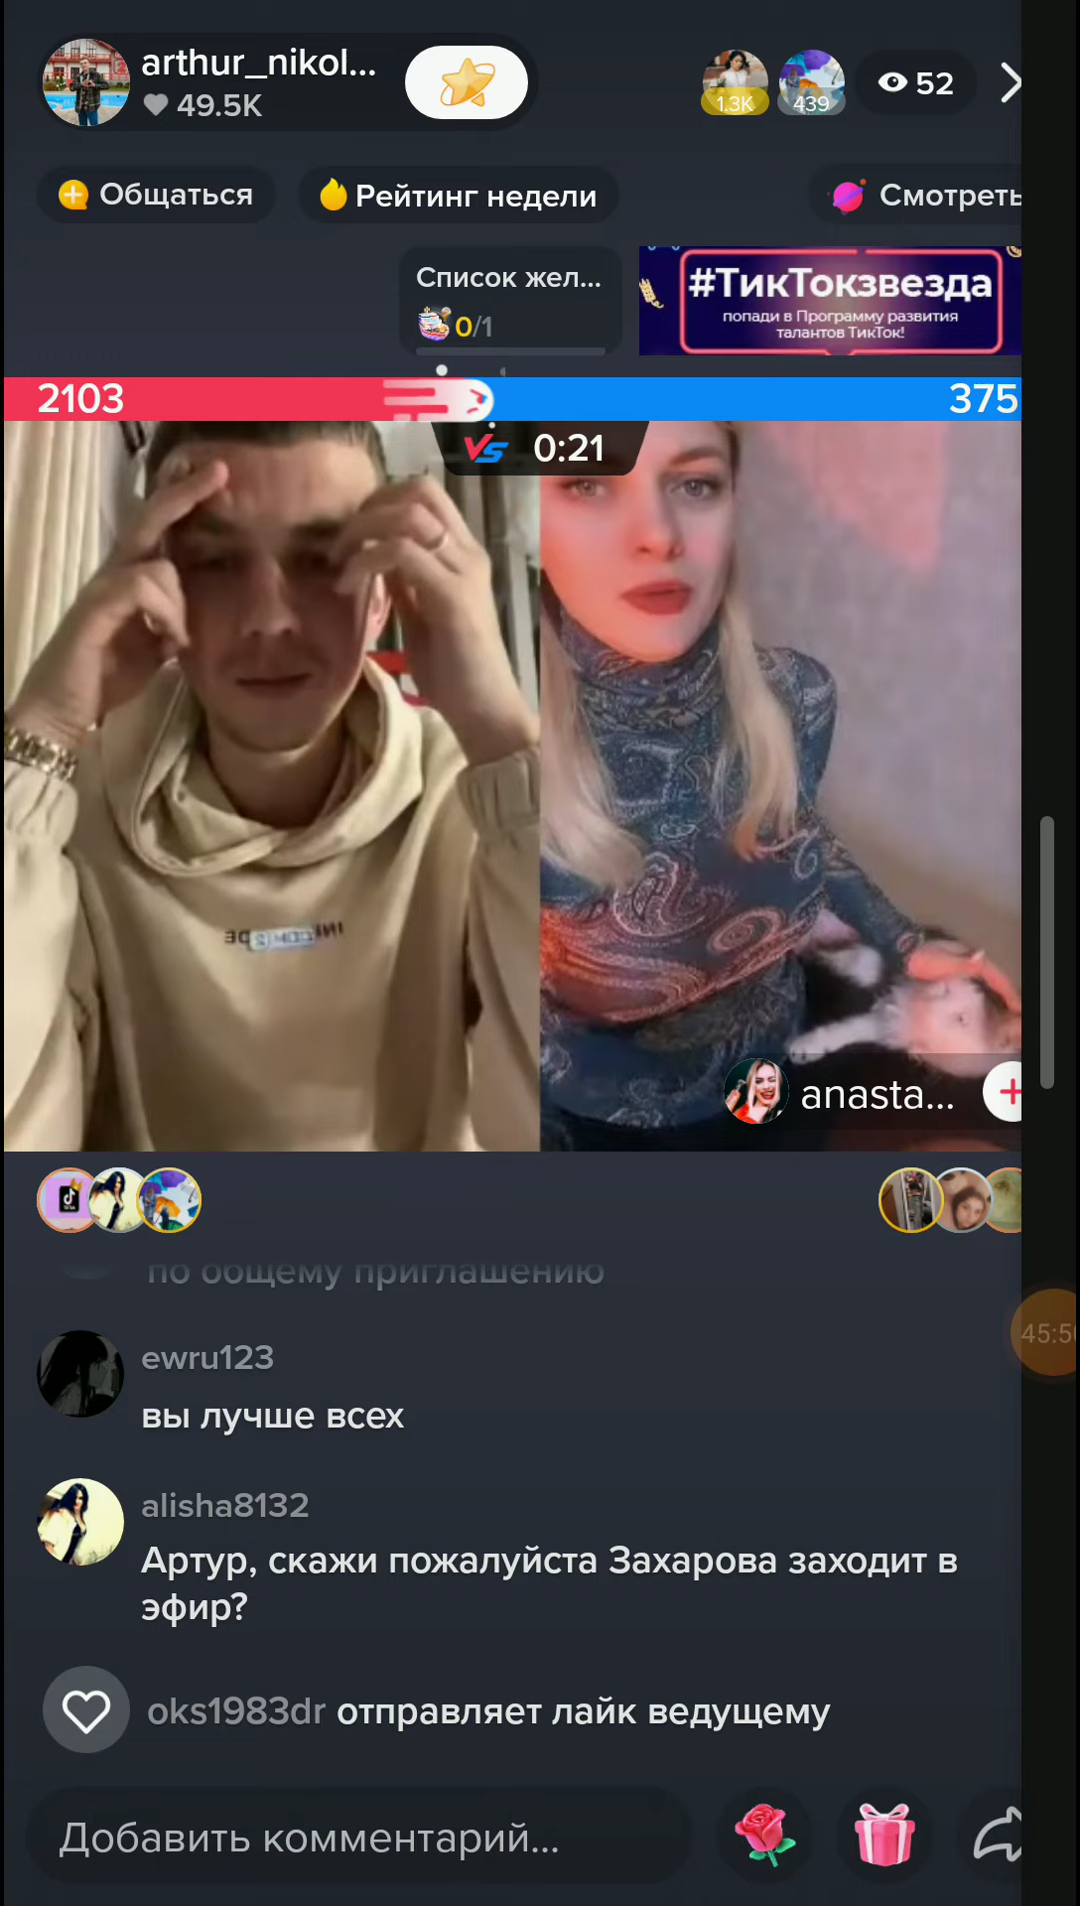 arthur_nikol...
49.5K
1.3K
439
52
Общаться
Рейтинг недели
Смотреть
Список жел...
0/1
#ТикТокзвезда
попади в Программу развития
талантов ТикТок!
2103
375
VS 0:21
anasta...
по общему приглашению
ewru123
вы лучше всех
alisha8132
Артур, скажи пожалуйста Захарова заходит в
эфир?
oks1983dr отправляет лайк ведущему
Добавить комментарий...